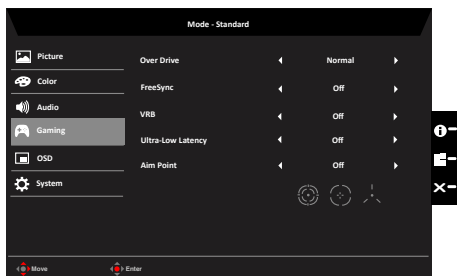 Mode - Standard
Picture
Color
Audio
Gaming
OSD
System
Over Drive Normal
FreeSync Off
VRB Off
Ultra-Low Latency Off
Aim Point Off
Move Enter